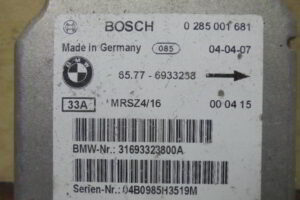 BOSCH 0 285 001 681
Made in Germany 085 04-04-07
BMW 65.77 - 6933258
33A MRSZ4/16 00 04 15
BMW-Nr.: 31693323800A
Serien-Nr: 04B0985H3519M